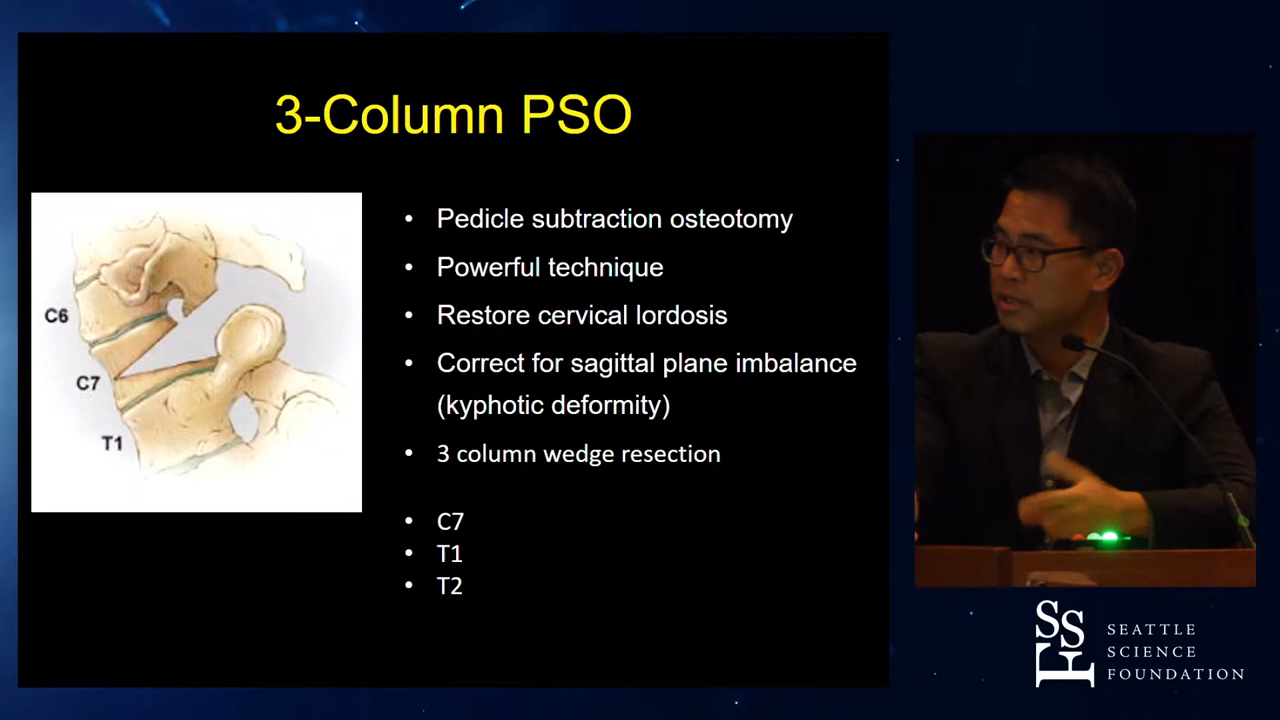 3-Column PSO
C6
C7
T1
• Pedicle subtraction osteotomy
• Powerful technique
• Restore cervical lordosis
• Correct for sagittal plane imbalance
(kyphotic deformity)
• 3 column wedge resection
• C7
• T1
• T2
SSF
SEATTLE
SCIENCE
FOUNDATION